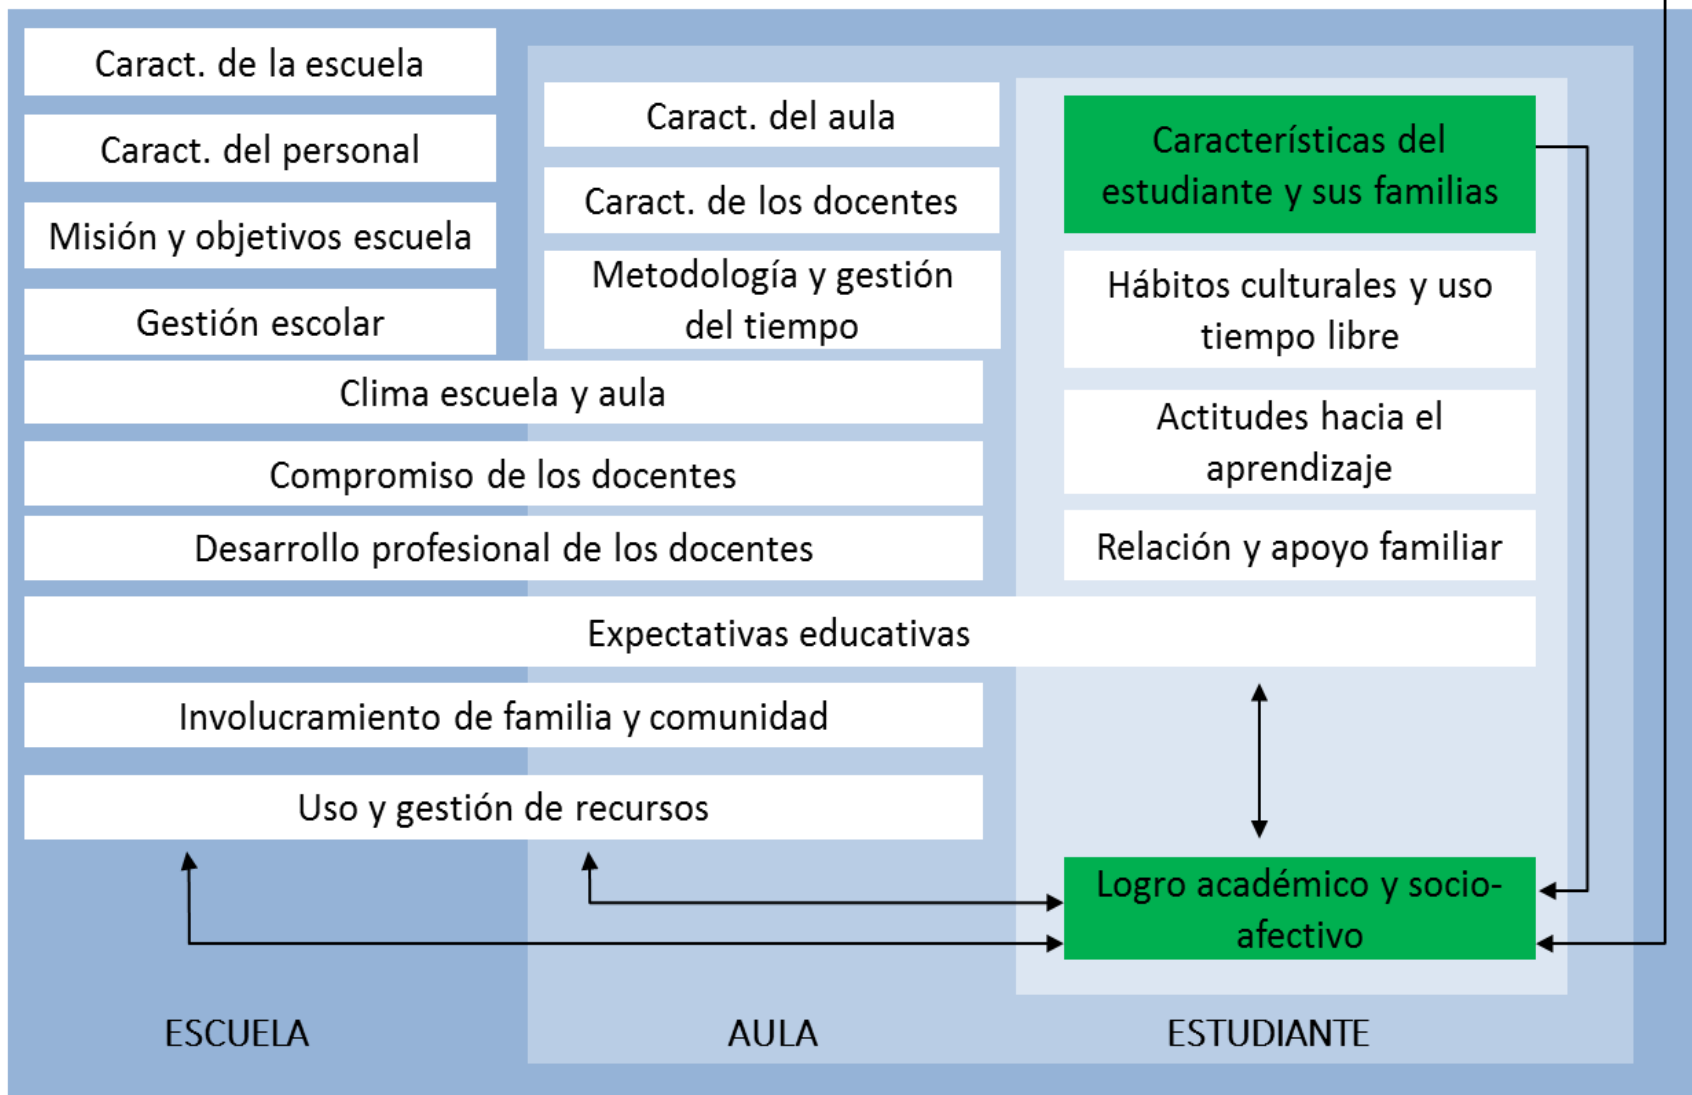 Caract. de la escuela
Caract. del personal
Misión y objetivos escuela
Gestión escolar
Caract. del aula
Caract. de los docentes
Metodología y gestión
del tiempo
Características del
estudiante y sus familias
Hábitos culturales y uso
tiempo libre
Actitudes hacia el
aprendizaje
Relación y apoyo familiar
Clima escuela y aula
Compromiso de los docentes
Desarrollo profesional de los docentes
Expectativas educativas
Involucramiento de familia y comunidad
Uso y gestión de recursos
Logro académico y socio-
afectivo
ESCUELA
AULA
ESTUDIANTE